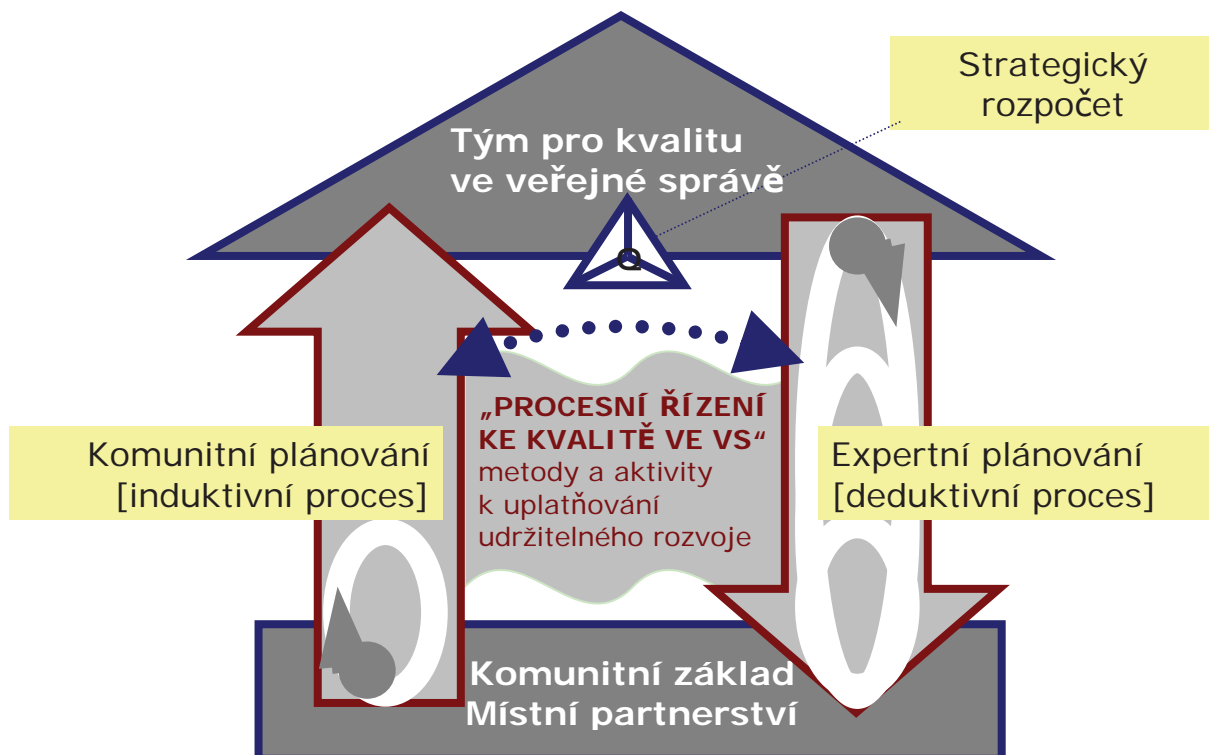 Strategický
rozpočet
Tým pro kvalitu
ve veřejné správě
Q
„PROCESNÍ ŘÍZENÍ
KE KVALITĚ VE VS“
metody a aktivity
k uplatňování
udržitelného rozvoje
Komunitní plánování
[induktivní proces]
Expertní plánování
[deduktivní proces]
Komunitní základ
Místní partnerství